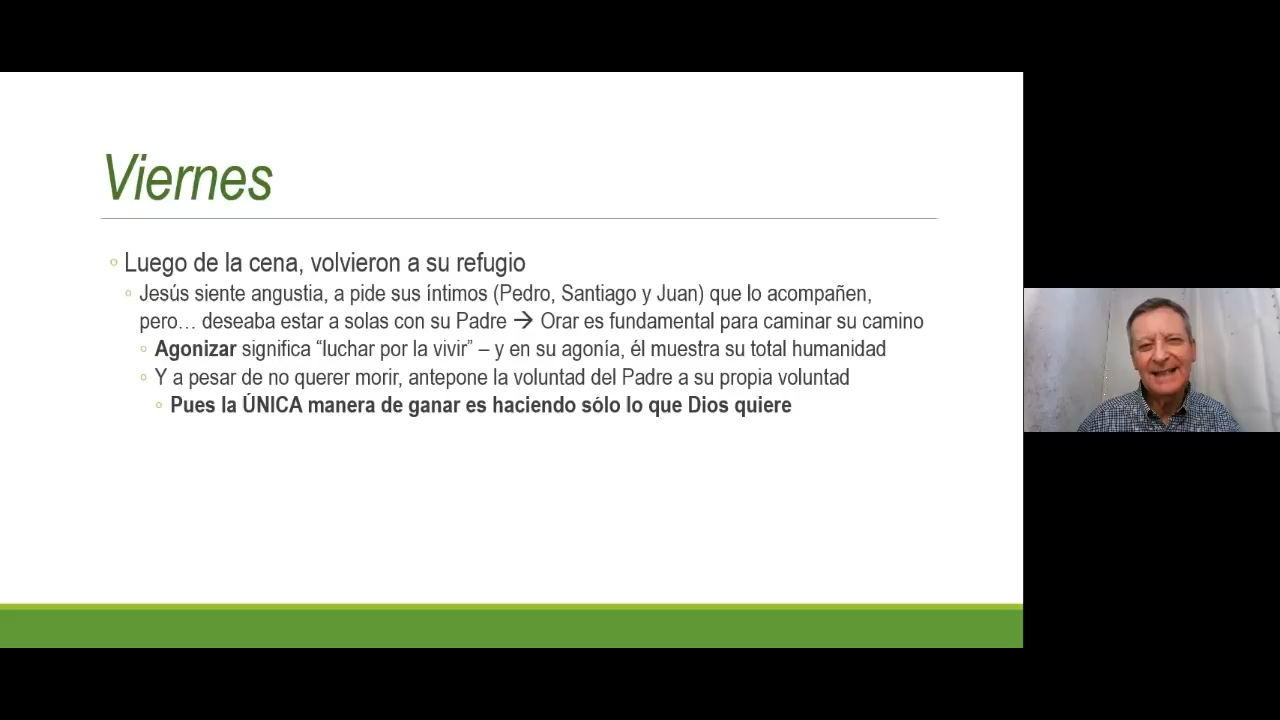 Viernes
Luego de la cena, volvieron a su refugio
Jesús siente angustia, a pide sus íntimos (Pedro, Santiago y Juan) que lo acompañen,
pero… deseaba estar a solas con su Padre → Orar es fundamental para caminar su camino
Agonizar significa “luchar por la vivir” – y en su agonía, él muestra su total humanidad
Y a pesar de no querer morir, antepone la voluntad del Padre a su propia voluntad
Pues la ÚNICA manera de ganar es haciendo sólo lo que Dios quiere